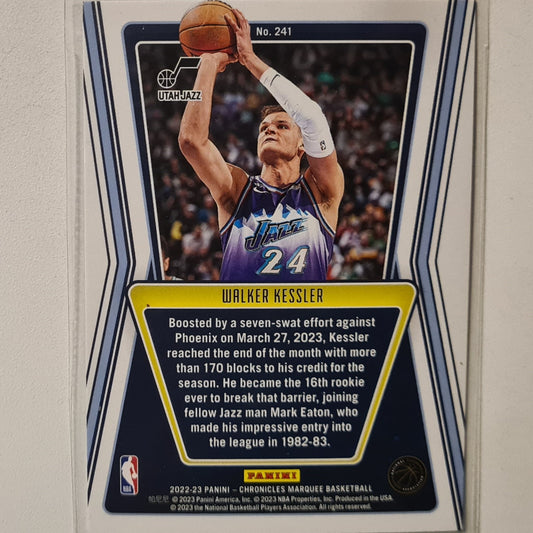 No. 241
UTAH JAZZ
JAZZ
24
WALKER KESSLER
Boosted by a seven-swat effort against
Phoenix on March 27, 2023, Kessler
reached the end of the month with more
than 170 blocks to his credit for the
season. He became the 16th rookie
ever to break that barrier, joining
fellow Jazz man Mark Eaton, who
made his impressive entry into
the league in 1982-83.
PANINI
NBA
2022-23 PANINI – CHRONICLES MARQUEE BASKETBALL
帕尼尼 © 2023 Panini America, Inc. © 2023 NBA Properties, Inc. Produced in the USA.
© 2023 the National Basketball Players Association. All rights reserved.